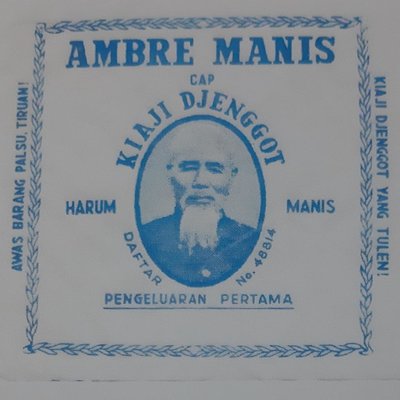 AMBRE MANIS
CAP
KIAJI DJENGGOT
HARUM MANIS
DAFTAR No. 46814
PENGELUARAN PERTAMA
AWAS BARANG PALSU, TIRUAN!
KIAJI DJENGGOT YANG TULEN!